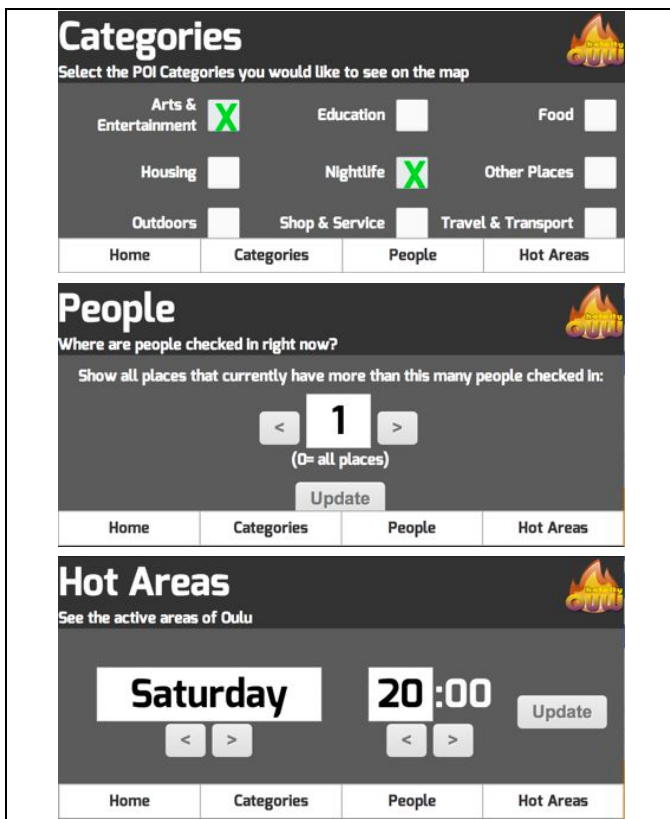 Categories
Select the POI Categories you would like to see on the map
Arts &
Entertainment X Education Food
Housing Nightlife X Other Places
Outdoors Shop & Service Travel & Transport
Home Categories People Hot Areas
People
Where are people checked in right now?
Show all places that currently have more than this many people checked in:
< 1 >
(0= all places)
Update
Home Categories People Hot Areas
Hot Areas
See the active areas of Oulu
Saturday 20:00 Update
< > < >
Home Categories People Hot Areas